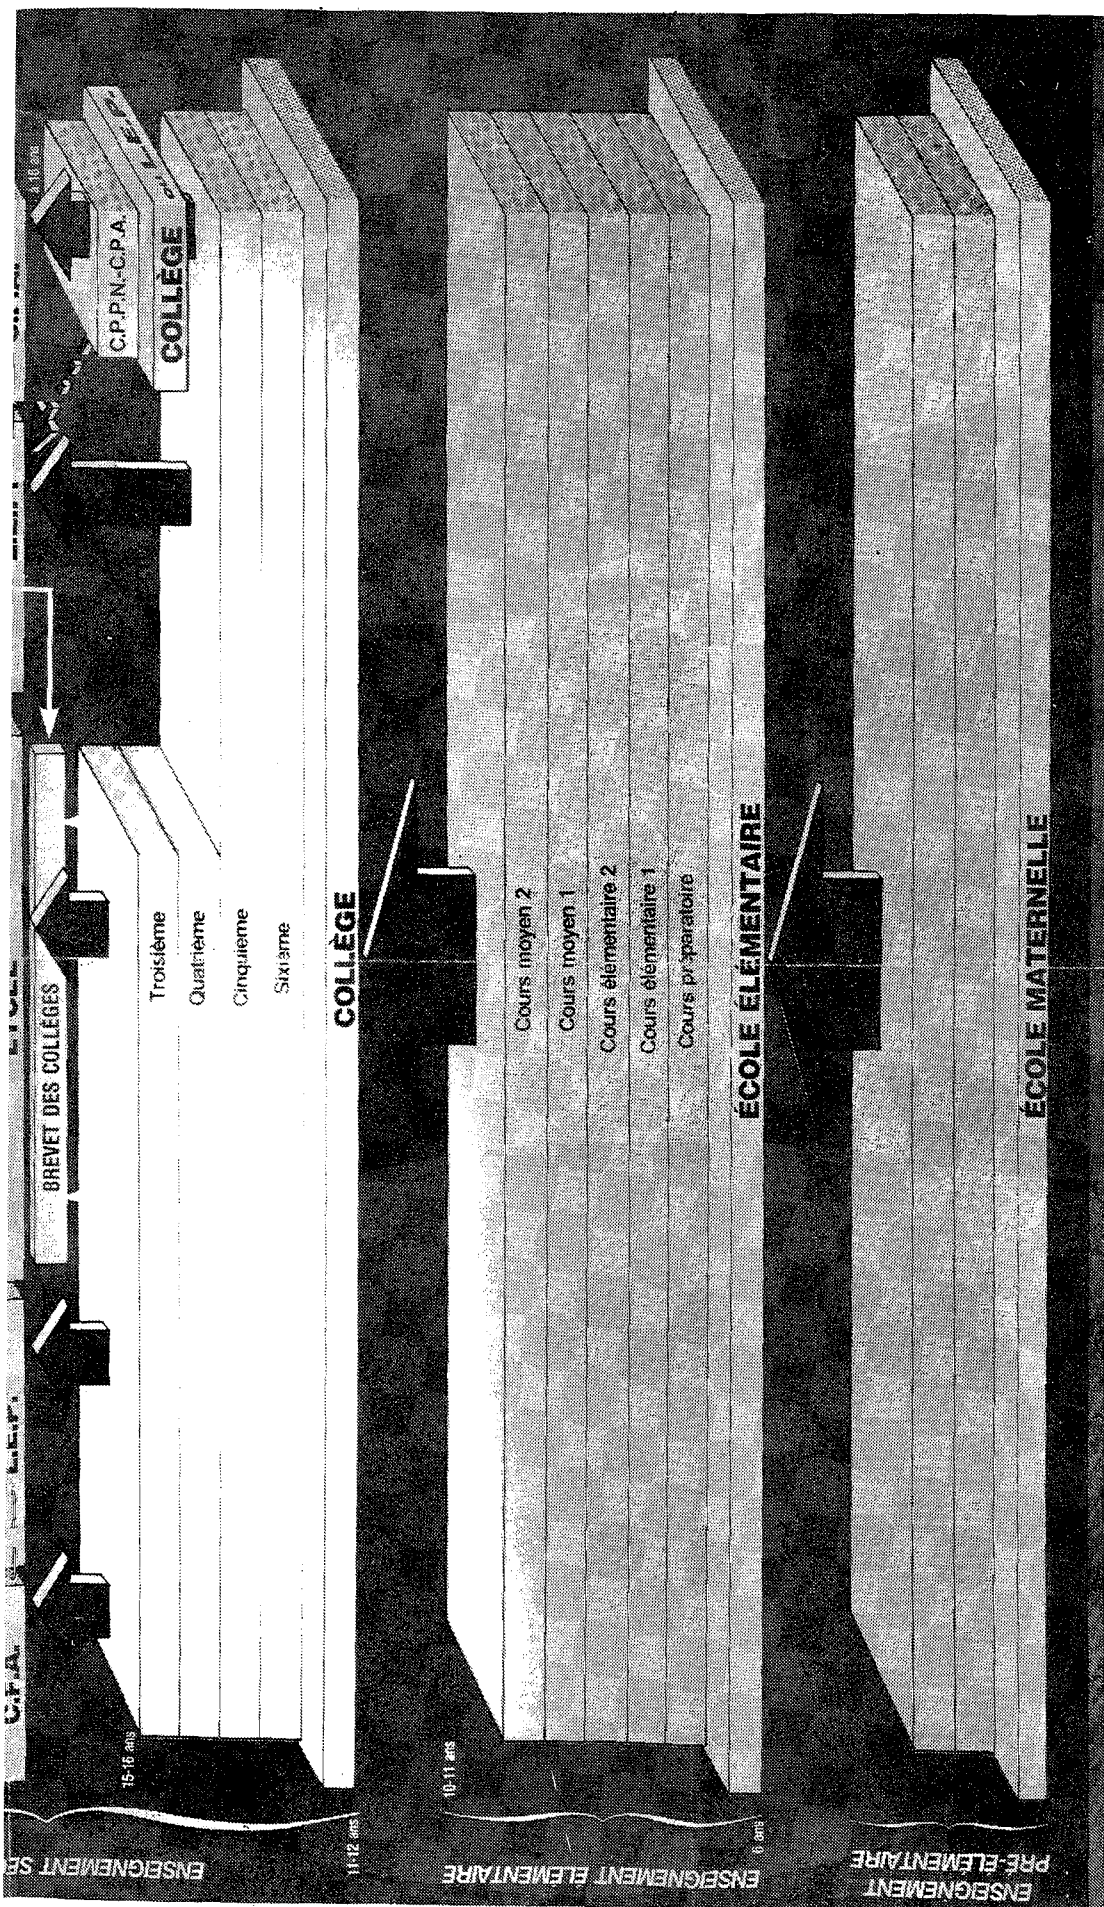 C.P.A.
L.E.P.
BREVET DES COLLÈGES
C.P.P.N.-C.P.A.
COLLÈGE
ou L.E.P.
15-16 ans
Troisième
Quatrième
Cinquième
Sixième
COLLÈGE
11-12 ans
ENSEIGNEMENT SE
10-11 ans
Cours moyen 2
Cours moyen 1
Cours élémentaire 2
Cours élémentaire 1
Cours préparatoire
ÉCOLE ÉLÉMENTAIRE
6 ans
ENSEIGNEMENT ÉLÉMENTAIRE
ÉCOLE MATERNELLE
ENSEIGNEMENT
PRÉ-ÉLÉMENTAIRE